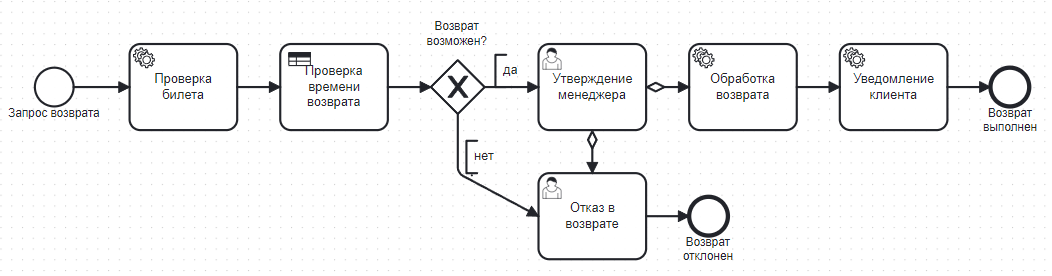 Запрос возврата
Проверка
билета
Проверка
времени
возврата
Возврат
возможен?
да
нет
Утверждение
менеджера
Обработка
возврата
Уведомление
клиента
Возврат
выполнен
Отказ в
возврате
Возврат
отклонен